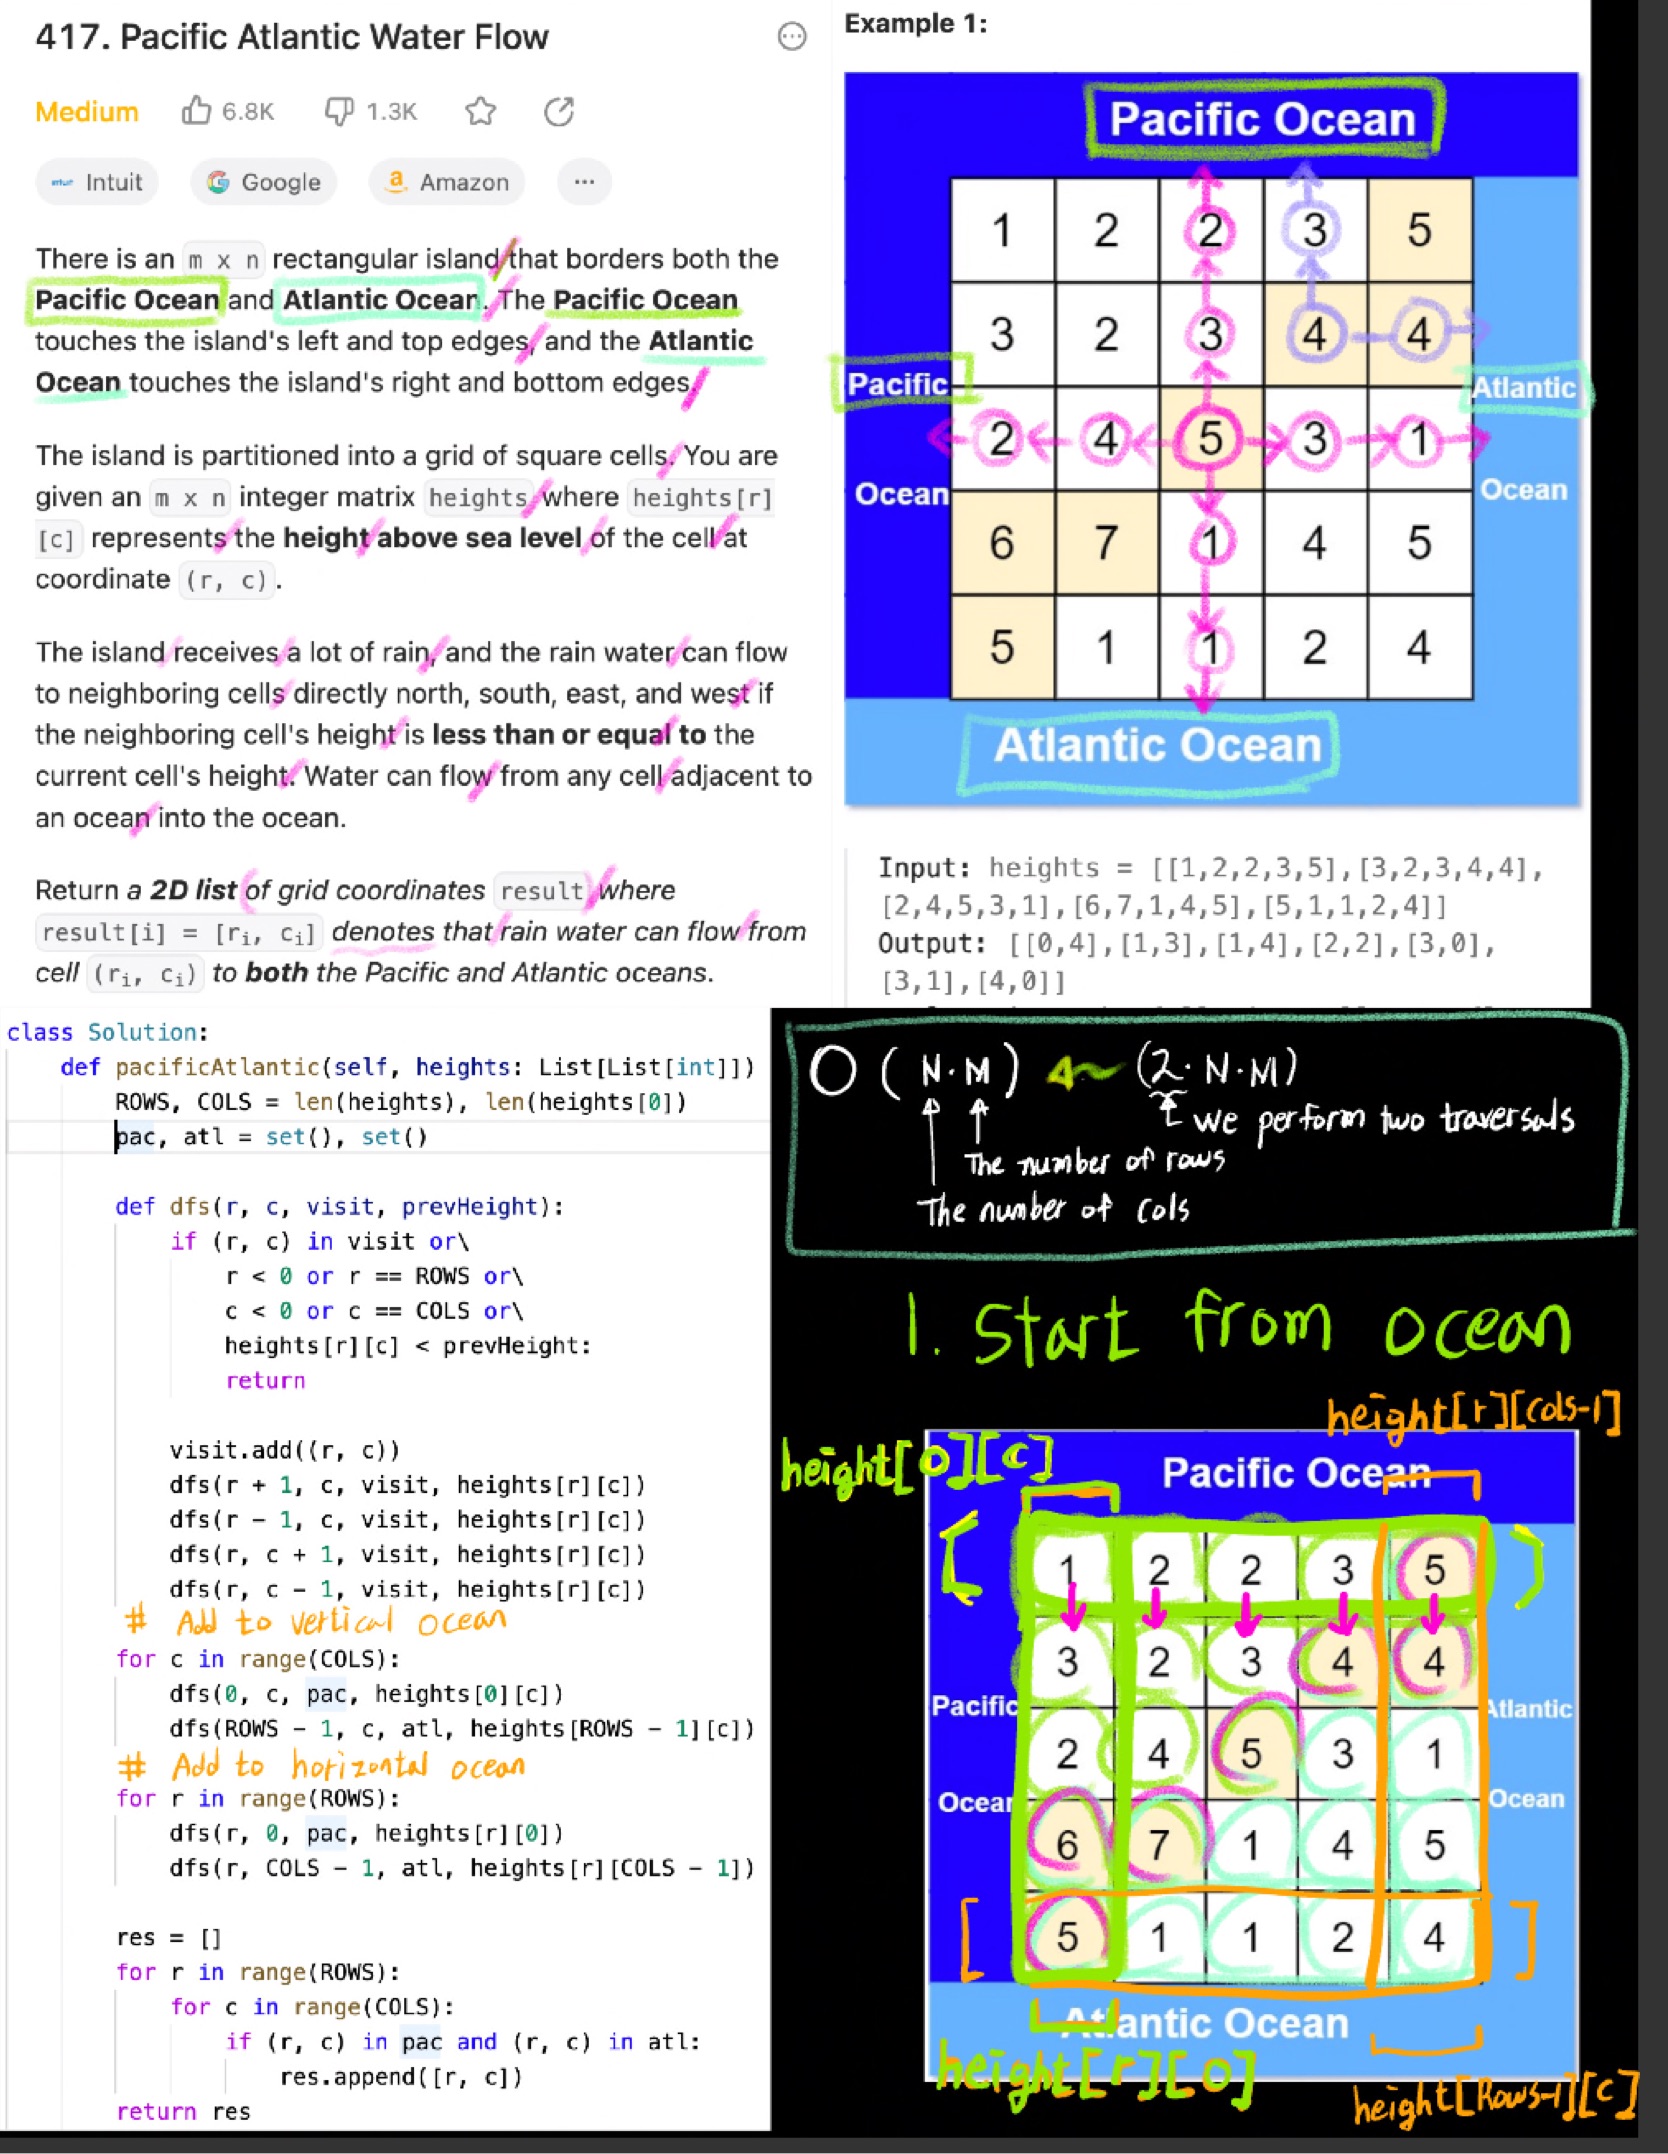 417. Pacific Atlantic Water Flow
Medium 6.8K 1.3K
Intuit Google Amazon ...
There is an m x n rectangular island that borders both the
Pacific Ocean and Atlantic Ocean. The Pacific Ocean
touches the island's left and top edges, and the Atlantic
Ocean touches the island's right and bottom edges.
The island is partitioned into a grid of square cells. You are
given an m x n integer matrix heights where heights[r]
[c] represents the height above sea level of the cell at
coordinate (r, c).
The island receives a lot of rain, and the rain water can flow
to neighboring cells directly north, south, east, and west if
the neighboring cell's height is less than or equal to the
current cell's height. Water can flow from any cell adjacent to
an ocean into the ocean.
Return a 2D list of grid coordinates result where
result[i] = [ri, ci] denotes that rain water can flow from
cell (ri, ci) to both the Pacific and Atlantic oceans.
Example 1:
Pacific Ocean
1 2 2 3 5
3 2 3 4 4
Pacific Atlantic
2 4 5 3 1
Ocean Ocean
6 7 1 4 5
5 1 1 2 4
Atlantic Ocean
Input: heights = [[1,2,2,3,5],[3,2,3,4,4],
[2,4,5,3,1],[6,7,1,4,5],[5,1,1,2,4]]
Output: [[0,4],[1,3],[1,4],[2,2],[3,0],
[3,1],[4,0]]
class Solution:
def pacificAtlantic(self, heights: List[List[int]])
ROWS, COLS = len(heights), len(heights[0])
pac, atl = set(), set()
def dfs(r, c, visit, prevHeight):
if (r, c) in visit or\
r < 0 or r == ROWS or\
c < 0 or c == COLS or\
heights[r][c] < prevHeight:
return
visit.add((r, c))
dfs(r + 1, c, visit, heights[r][c])
dfs(r - 1, c, visit, heights[r][c])
dfs(r, c + 1, visit, heights[r][c])
dfs(r, c - 1, visit, heights[r][c])
# Add to vertical ocean
for c in range(COLS):
dfs(0, c, pac, heights[0][c])
dfs(ROWS - 1, c, atl, heights[ROWS - 1][c])
# Add to horizontal ocean
for r in range(ROWS):
dfs(r, 0, pac, heights[r][0])
dfs(r, COLS - 1, atl, heights[r][COLS - 1])
res = []
for r in range(ROWS):
for c in range(COLS):
if (r, c) in pac and (r, c) in atl:
res.append([r, c])
return res
O ( N·M ) (2·N·M)
we perform two traversals
The number of rows
The number of cols
1. Start from ocean
height[r][cols-1]
height[0][c]
Pacific Ocean
1 2 2 3 5
3 2 3 4 4
Pacific Atlantic
2 4 5 3 1
Ocean Ocean
6 7 1 4 5
5 1 1 2 4
Atlantic Ocean
height[r][0]
height[Rows-1][c]